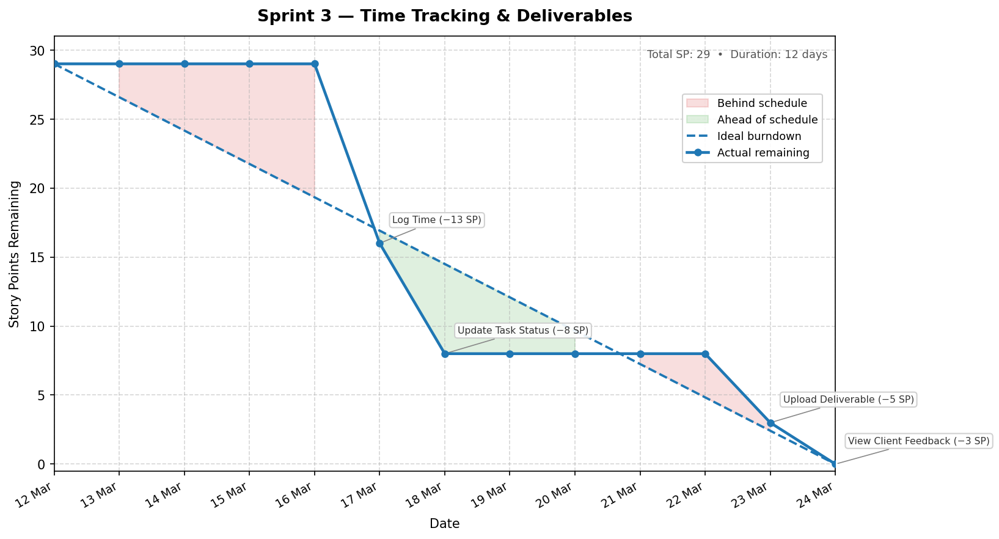 Sprint 3 — Time Tracking & Deliverables
Total SP: 29 • Duration: 12 days
Behind schedule
Ahead of schedule
Ideal burndown
Actual remaining
Story Points Remaining
30
25
20
15
10
5
0
Log Time (−13 SP)
Update Task Status (−8 SP)
Upload Deliverable (−5 SP)
View Client Feedback (−3 SP)
12 Mar
13 Mar
14 Mar
15 Mar
16 Mar
17 Mar
18 Mar
19 Mar
20 Mar
21 Mar
22 Mar
23 Mar
24 Mar
Date